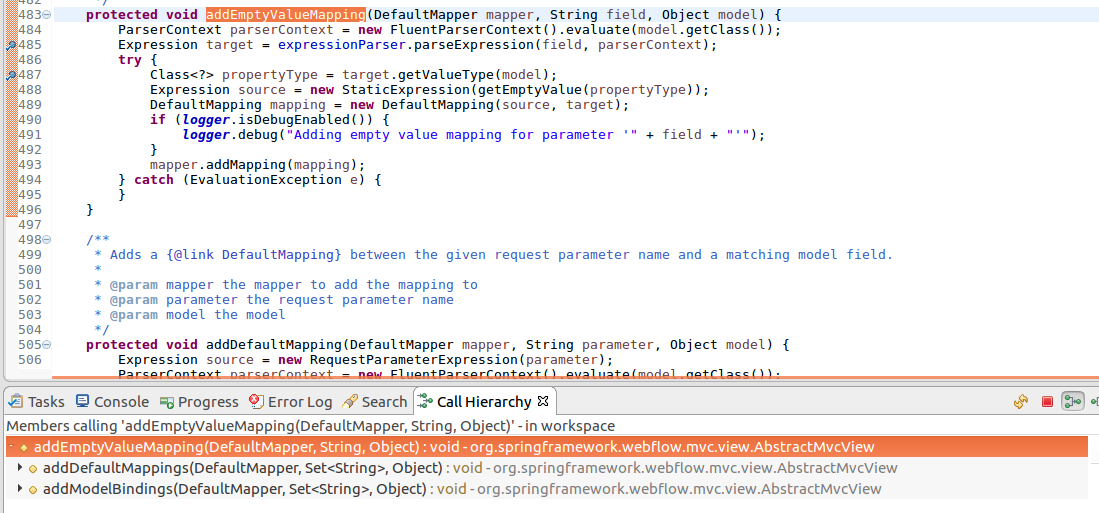 482     */
483    protected void addEmptyValueMapping(DefaultMapper mapper, String field, Object model) {
484        ParserContext parserContext = new FluentParserContext().evaluate(model.getClass());
485        Expression target = expressionParser.parseExpression(field, parserContext);
486        try {
487            Class<?> propertyType = target.getValueType(model);
488            Expression source = new StaticExpression(getEmptyValue(propertyType));
489            DefaultMapping mapping = new DefaultMapping(source, target);
490            if (logger.isDebugEnabled()) {
491                logger.debug("Adding empty value mapping for parameter '" + field + "'");
492            }
493            mapper.addMapping(mapping);
494        } catch (EvaluationException e) {
495        }
496    }
497
498    /**
499     * Adds a {@link DefaultMapping} between the given request parameter name and a matching model field.
500     *
501     * @param mapper the mapper to add the mapping to
502     * @param parameter the request parameter name
503     * @param model the model
504     */
505    protected void addDefaultMapping(DefaultMapper mapper, String parameter, Object model) {
506        Expression source = new RequestParameterExpression(parameter);
ParserContext parserContext = new FluentParserContext().evaluate(model.getClass());
Tasks Console Progress Error Log Search Call Hierarchy
Members calling 'addEmptyValueMapping(DefaultMapper, String, Object)' - in workspace
addEmptyValueMapping(DefaultMapper, String, Object) : void - org.springframework.webflow.mvc.view.AbstractMvcView
addDefaultMappings(DefaultMapper, Set<String>, Object) : void - org.springframework.webflow.mvc.view.AbstractMvcView
addModelBindings(DefaultMapper, Set<String>, Object) : void - org.springframework.webflow.mvc.view.AbstractMvcView